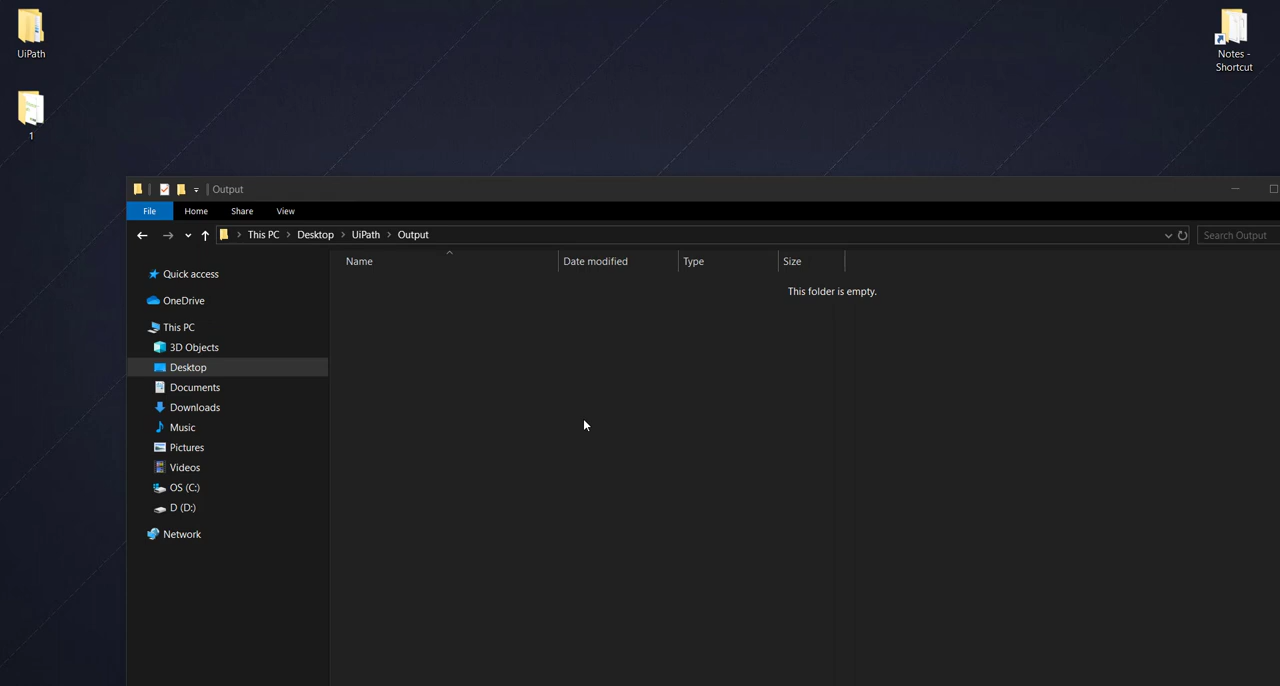 UiPath
1
Notes -
Shortcut
Output
File Home Share View
This PC Desktop UiPath Output
Search Output
Name Date modified Type Size
This folder is empty.
Quick access
OneDrive
This PC
3D Objects
Desktop
Documents
Downloads
Music
Pictures
Videos
OS (C:)
D (D:)
Network